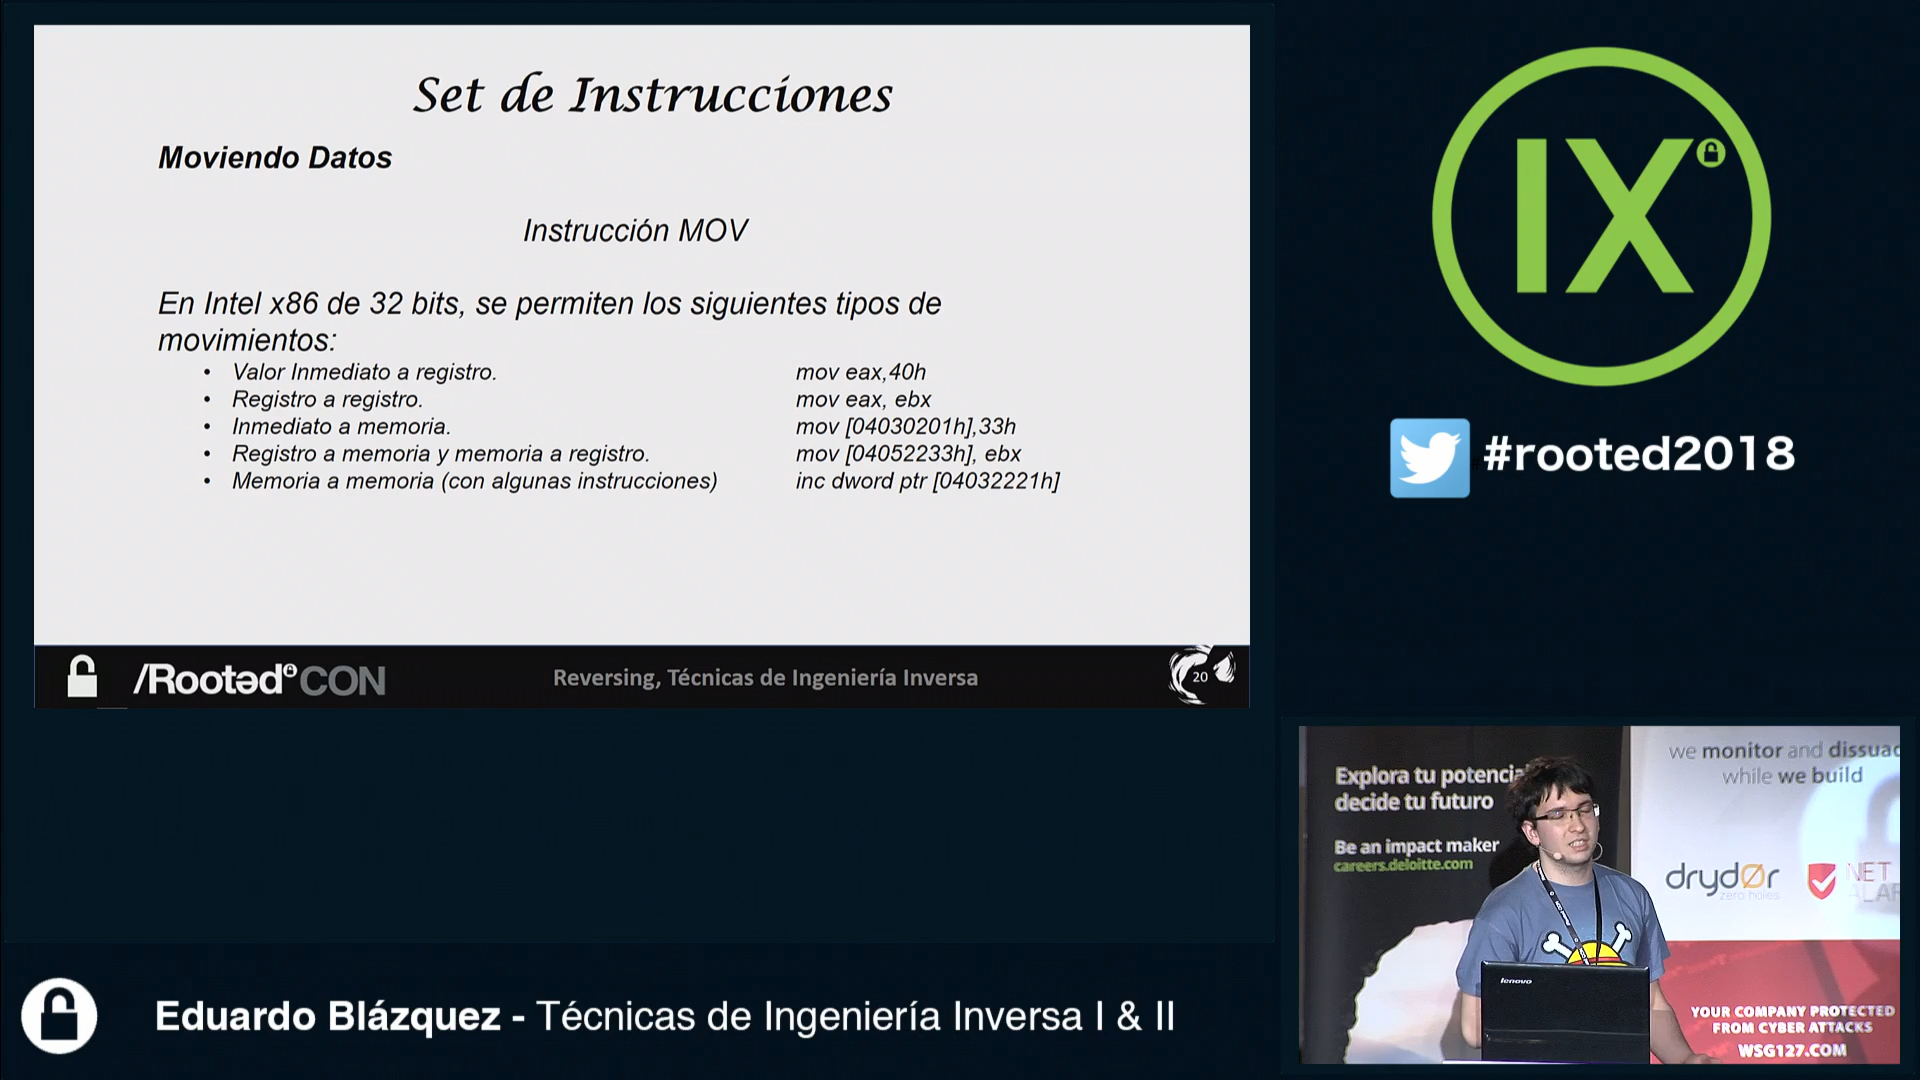 Set de Instrucciones
Moviendo Datos
Instrucción MOV
En Intel x86 de 32 bits, se permiten los siguientes tipos de
movimientos:
• Valor Inmediato a registro. mov eax,40h
• Registro a registro. mov eax, ebx
• Inmediato a memoria. mov [04030201h],33h
• Registro a memoria y memoria a registro. mov [04052233h], ebx
• Memoria a memoria (con algunas instrucciones) inc dword ptr [04032221h]
/Rootəd CON
Reversing, Técnicas de Ingeniería Inversa
20
IX
#rooted2018
Explora tu potencia
decide tu futuro
Be an impact maker
careers.deloitte.com
we monitor and dissuad
while we build
drydØr
zero holes
NET
ALAR
lenovo
YOUR COMPANY PROTECTED
FROM CYBER ATTACKS
WSG127.COM
Eduardo Blázquez - Técnicas de Ingeniería Inversa I & II